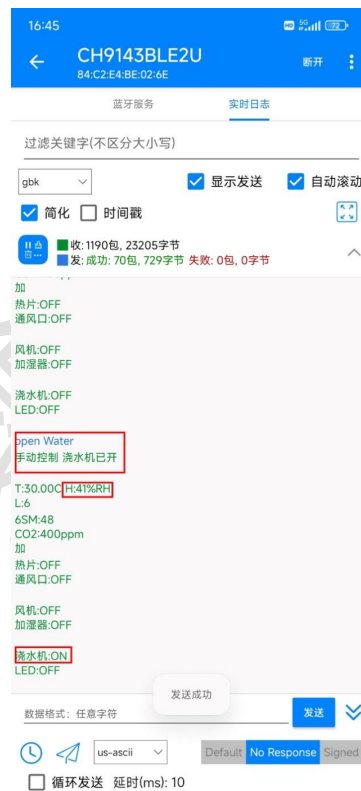 16:45
HD 5G 72
CH9143BLE2U
84:C2:E4:BE:02:6E
断开
蓝牙服务
实时日志
过滤关键字(不区分大小写)
gbk
显示发送
自动滚动
简化
时间戳
收: 1190包, 23205字节
发: 成功: 70包, 729字节 失败: 0包, 0字节
加
热片:OFF
通风口:OFF
风机:OFF
加湿器:OFF
浇水机:OFF
LED:OFF
open Water
手动控制 浇水机已开
T:30.00C H:41%RH
L:6
6SM:48
CO2:400ppm
加
热片:OFF
通风口:OFF
风机:OFF
加湿器:OFF
浇水机:ON
LED:OFF
发送成功
数据格式: 任意字符
发送
us-ascii
Default No Response Signed
循环发送 延时(ms): 10